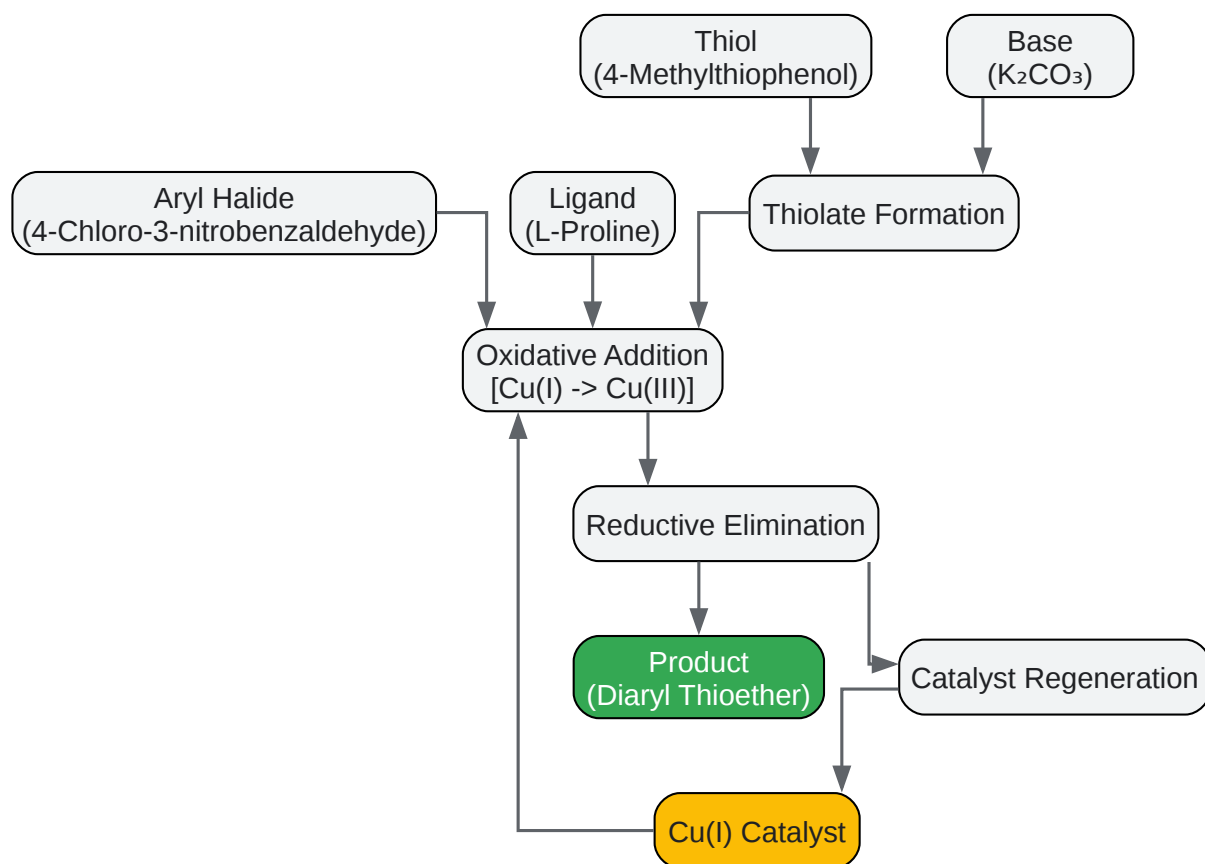 Thiol
(4-Methylthiophenol)
Base
(K₂CO₃)
Aryl Halide
(4-Chloro-3-nitrobenzaldehyde)
Ligand
(L-Proline)
Thiolate Formation
Oxidative Addition
[Cu(I) -> Cu(III)]
Reductive Elimination
Product
(Diaryl Thioether)
Catalyst Regeneration
Cu(I) Catalyst